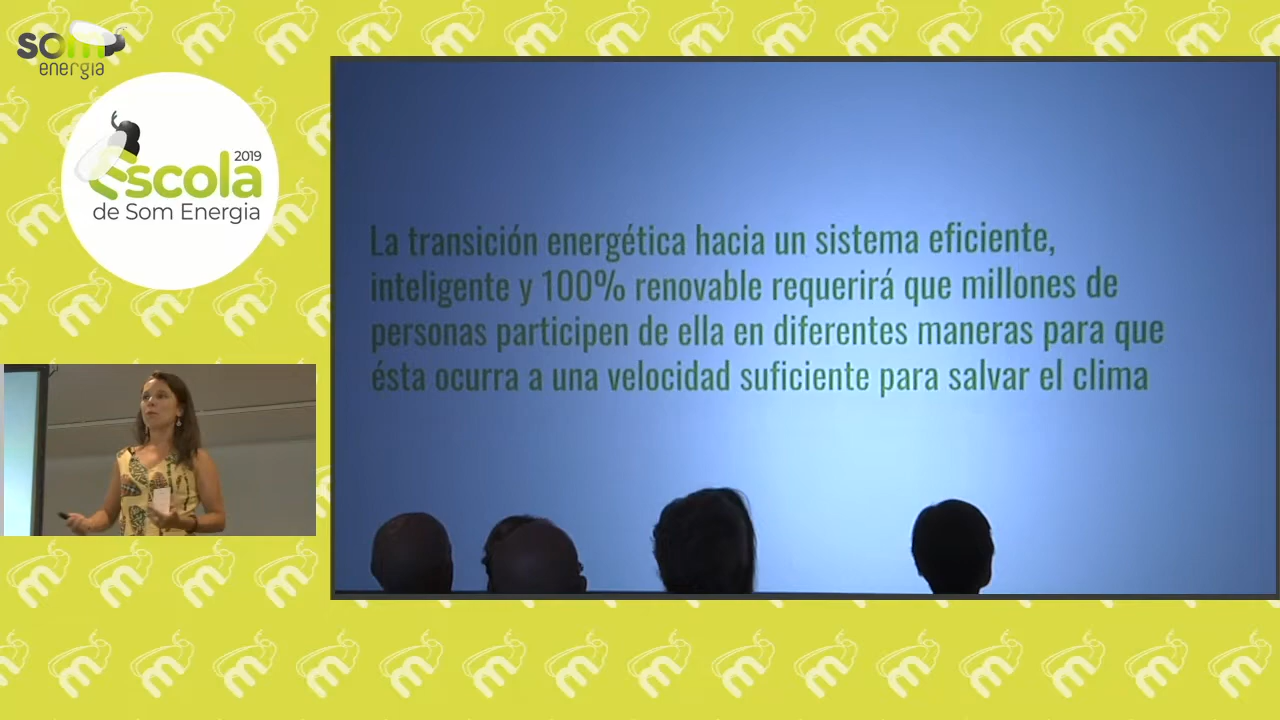 som
energia
2019
Escola
de Som Energia
La transición energética hacia un sistema eficiente,
inteligente y 100% renovable requerirá que millones de
personas participen de ella en diferentes maneras para que
ésta ocurra a una velocidad suficiente para salvar el clima